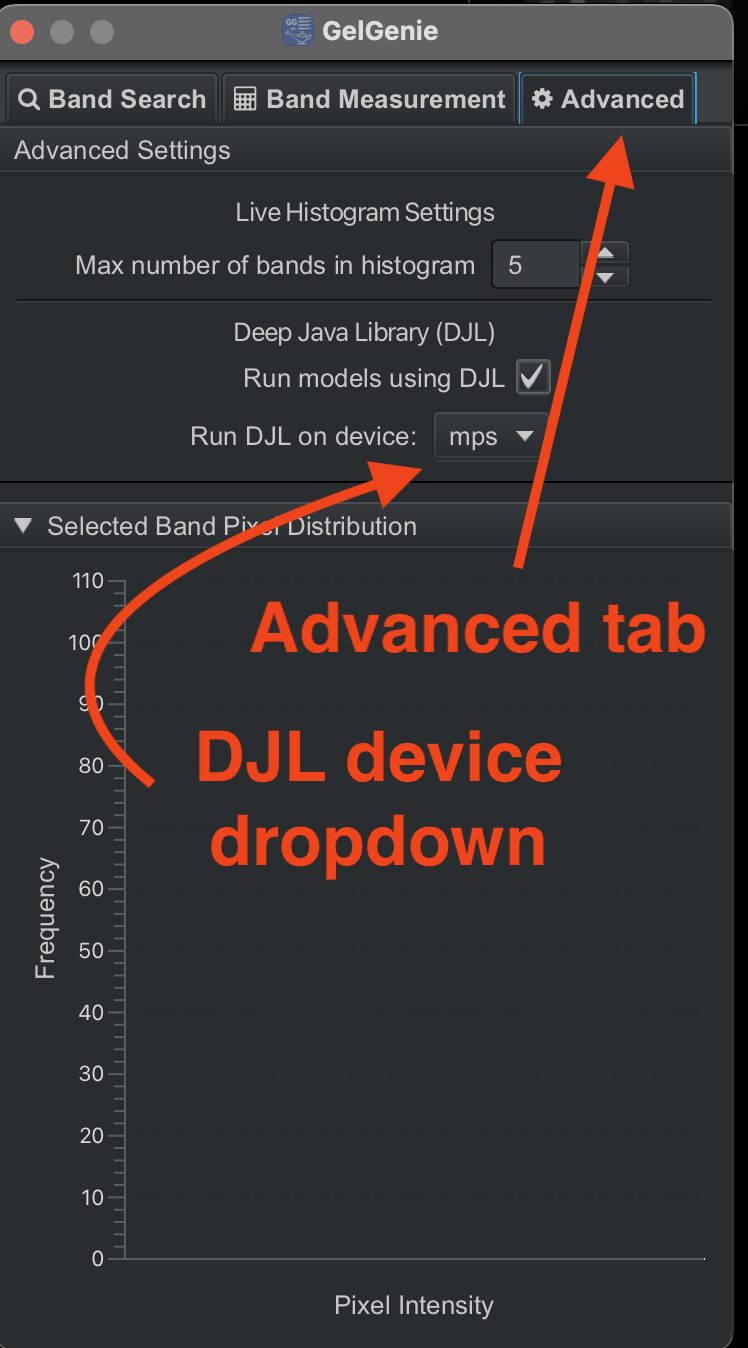 GG
GelGenie
Band Search Band Measurement Advanced
Advanced Settings
Live Histogram Settings
Max number of bands in histogram 5
Deep Java Library (DJL)
Run models using DJL
Run DJL on device: mps
Selected Band Pixel Distribution
110
100
90
80
70
60
50
40
30
20
10
0
Frequency
Pixel Intensity
Advanced tab
DJL device
dropdown